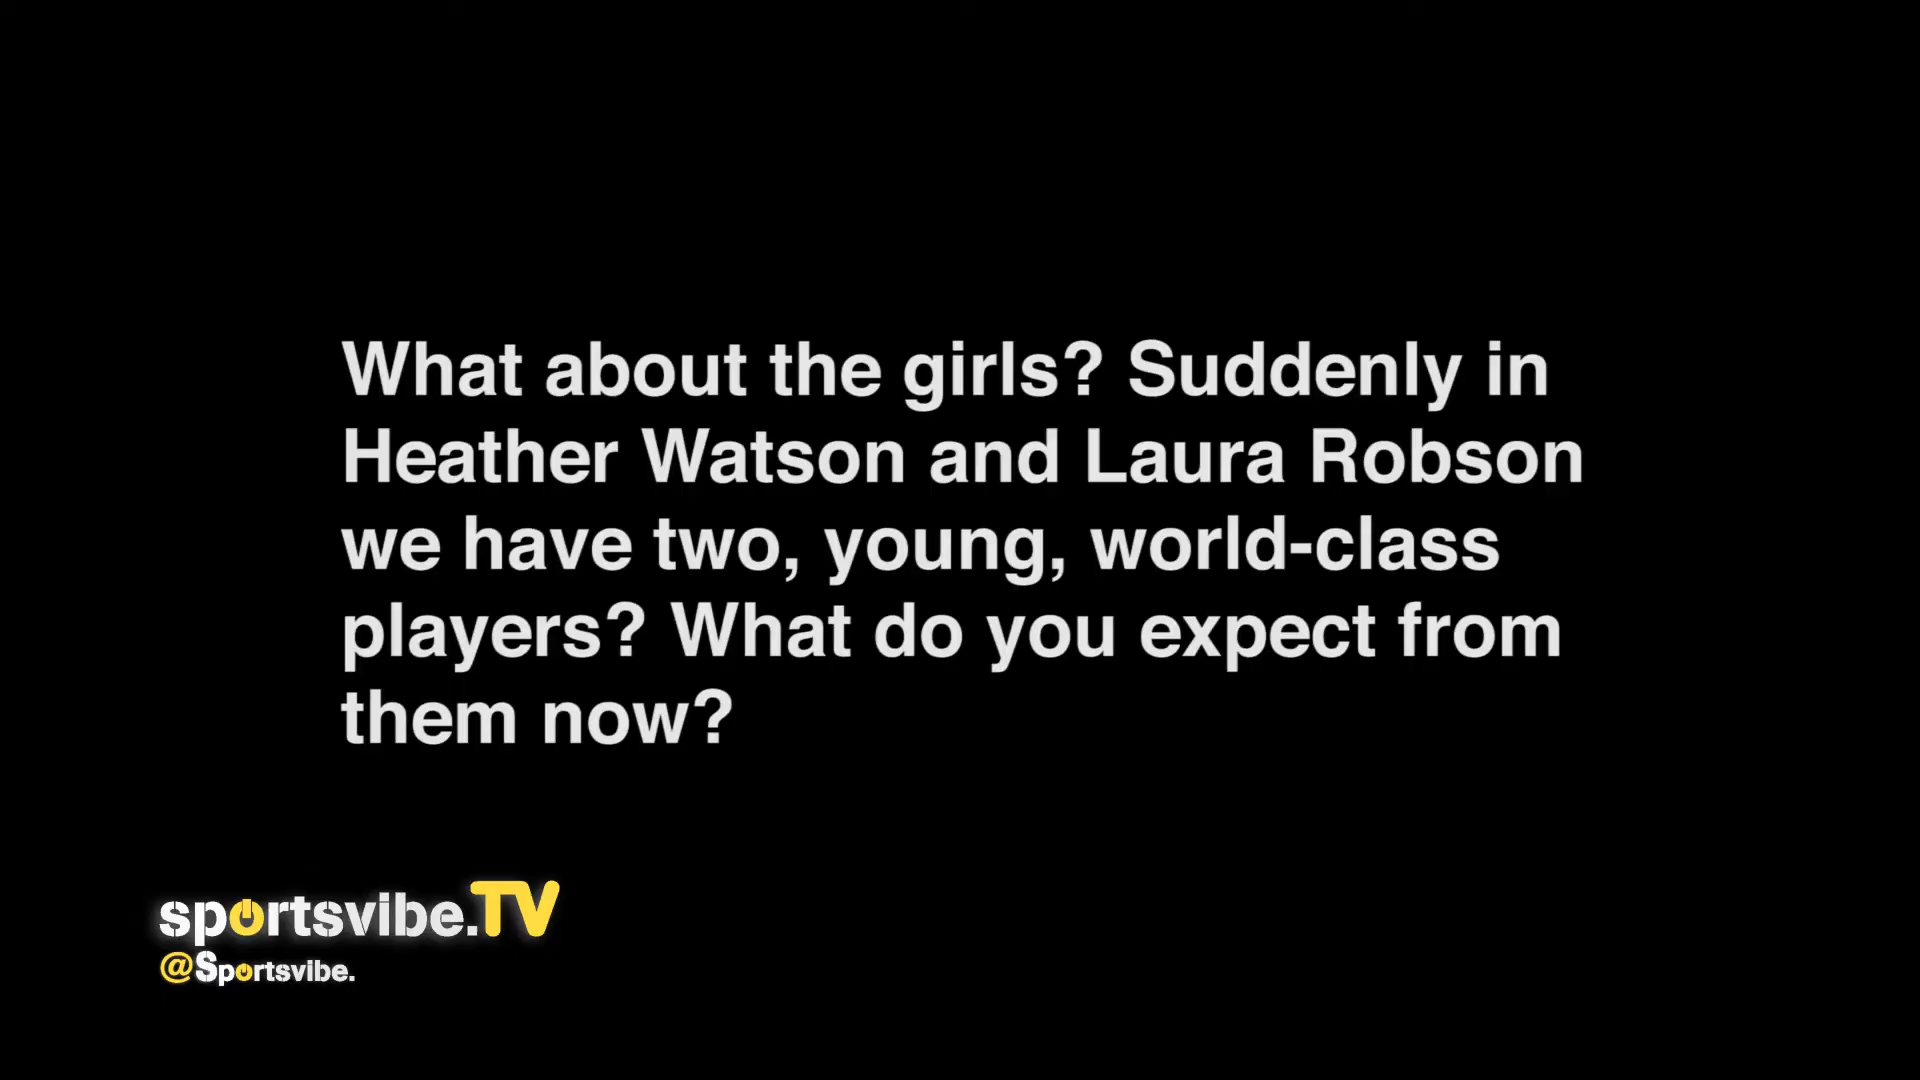 What about the girls? Suddenly in
Heather Watson and Laura Robson
we have two, young, world-class
players? What do you expect from
them now?
sportsvibe.TV
@Sportsvibe.